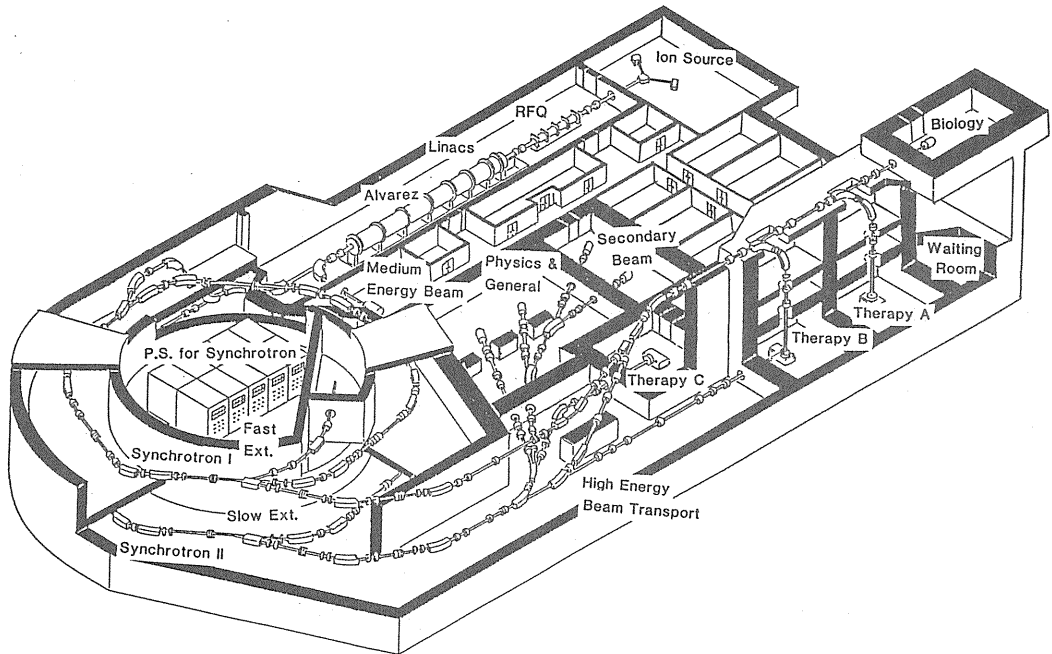 Ion Source
RFQ
Biology
Linacs
Alvarez
Secondary
Beam
Waiting
Room
Medium
Energy Beam
Physics &
General
Therapy A
Therapy B
P.S. for Synchrotron
Therapy C
Fast
Ext.
Synchrotron I
High Energy
Beam Transport
Slow Ext.
Synchrotron II